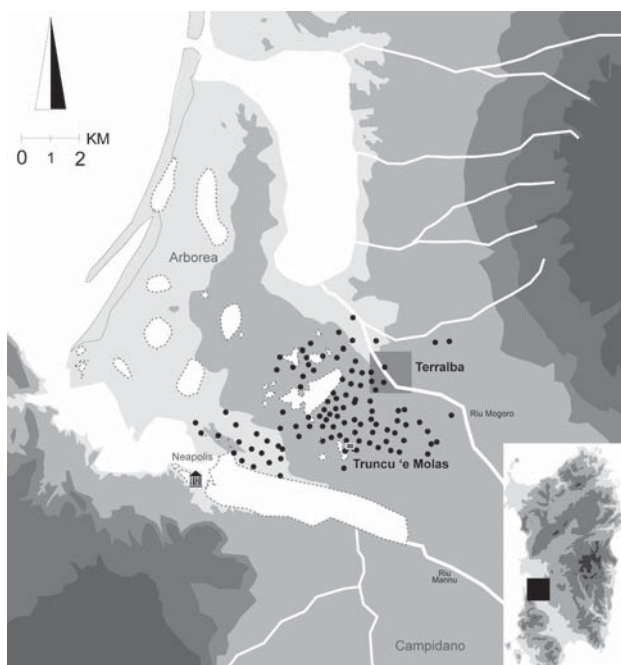 KM
0 1 2
Arborea
Terralba
Riu Mogoro
Neapolis
Truncu 'e Molas
Riu
Mannu
Campidano